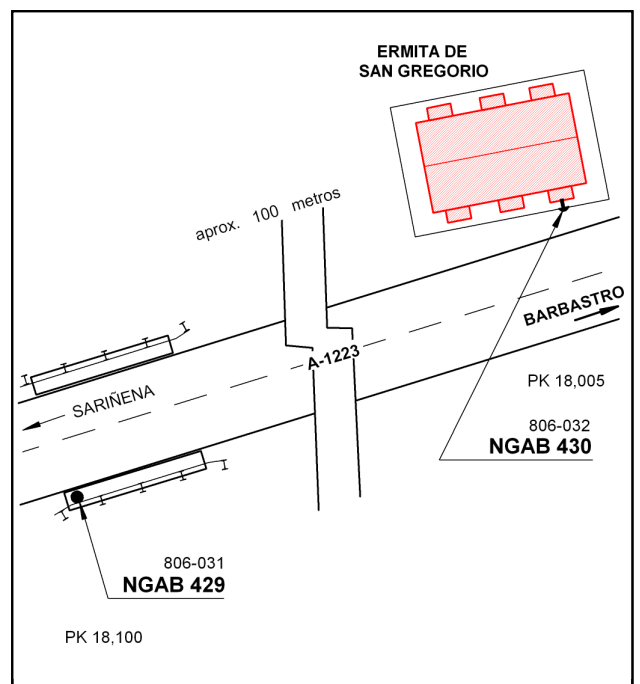 ERMITA DE
SAN GREGORIO
aprox. 100 metros
BARBASTRO
A-1223
PK 18,005
SARIÑENA
806-032
NGAB 430
806-031
NGAB 429
PK 18,100